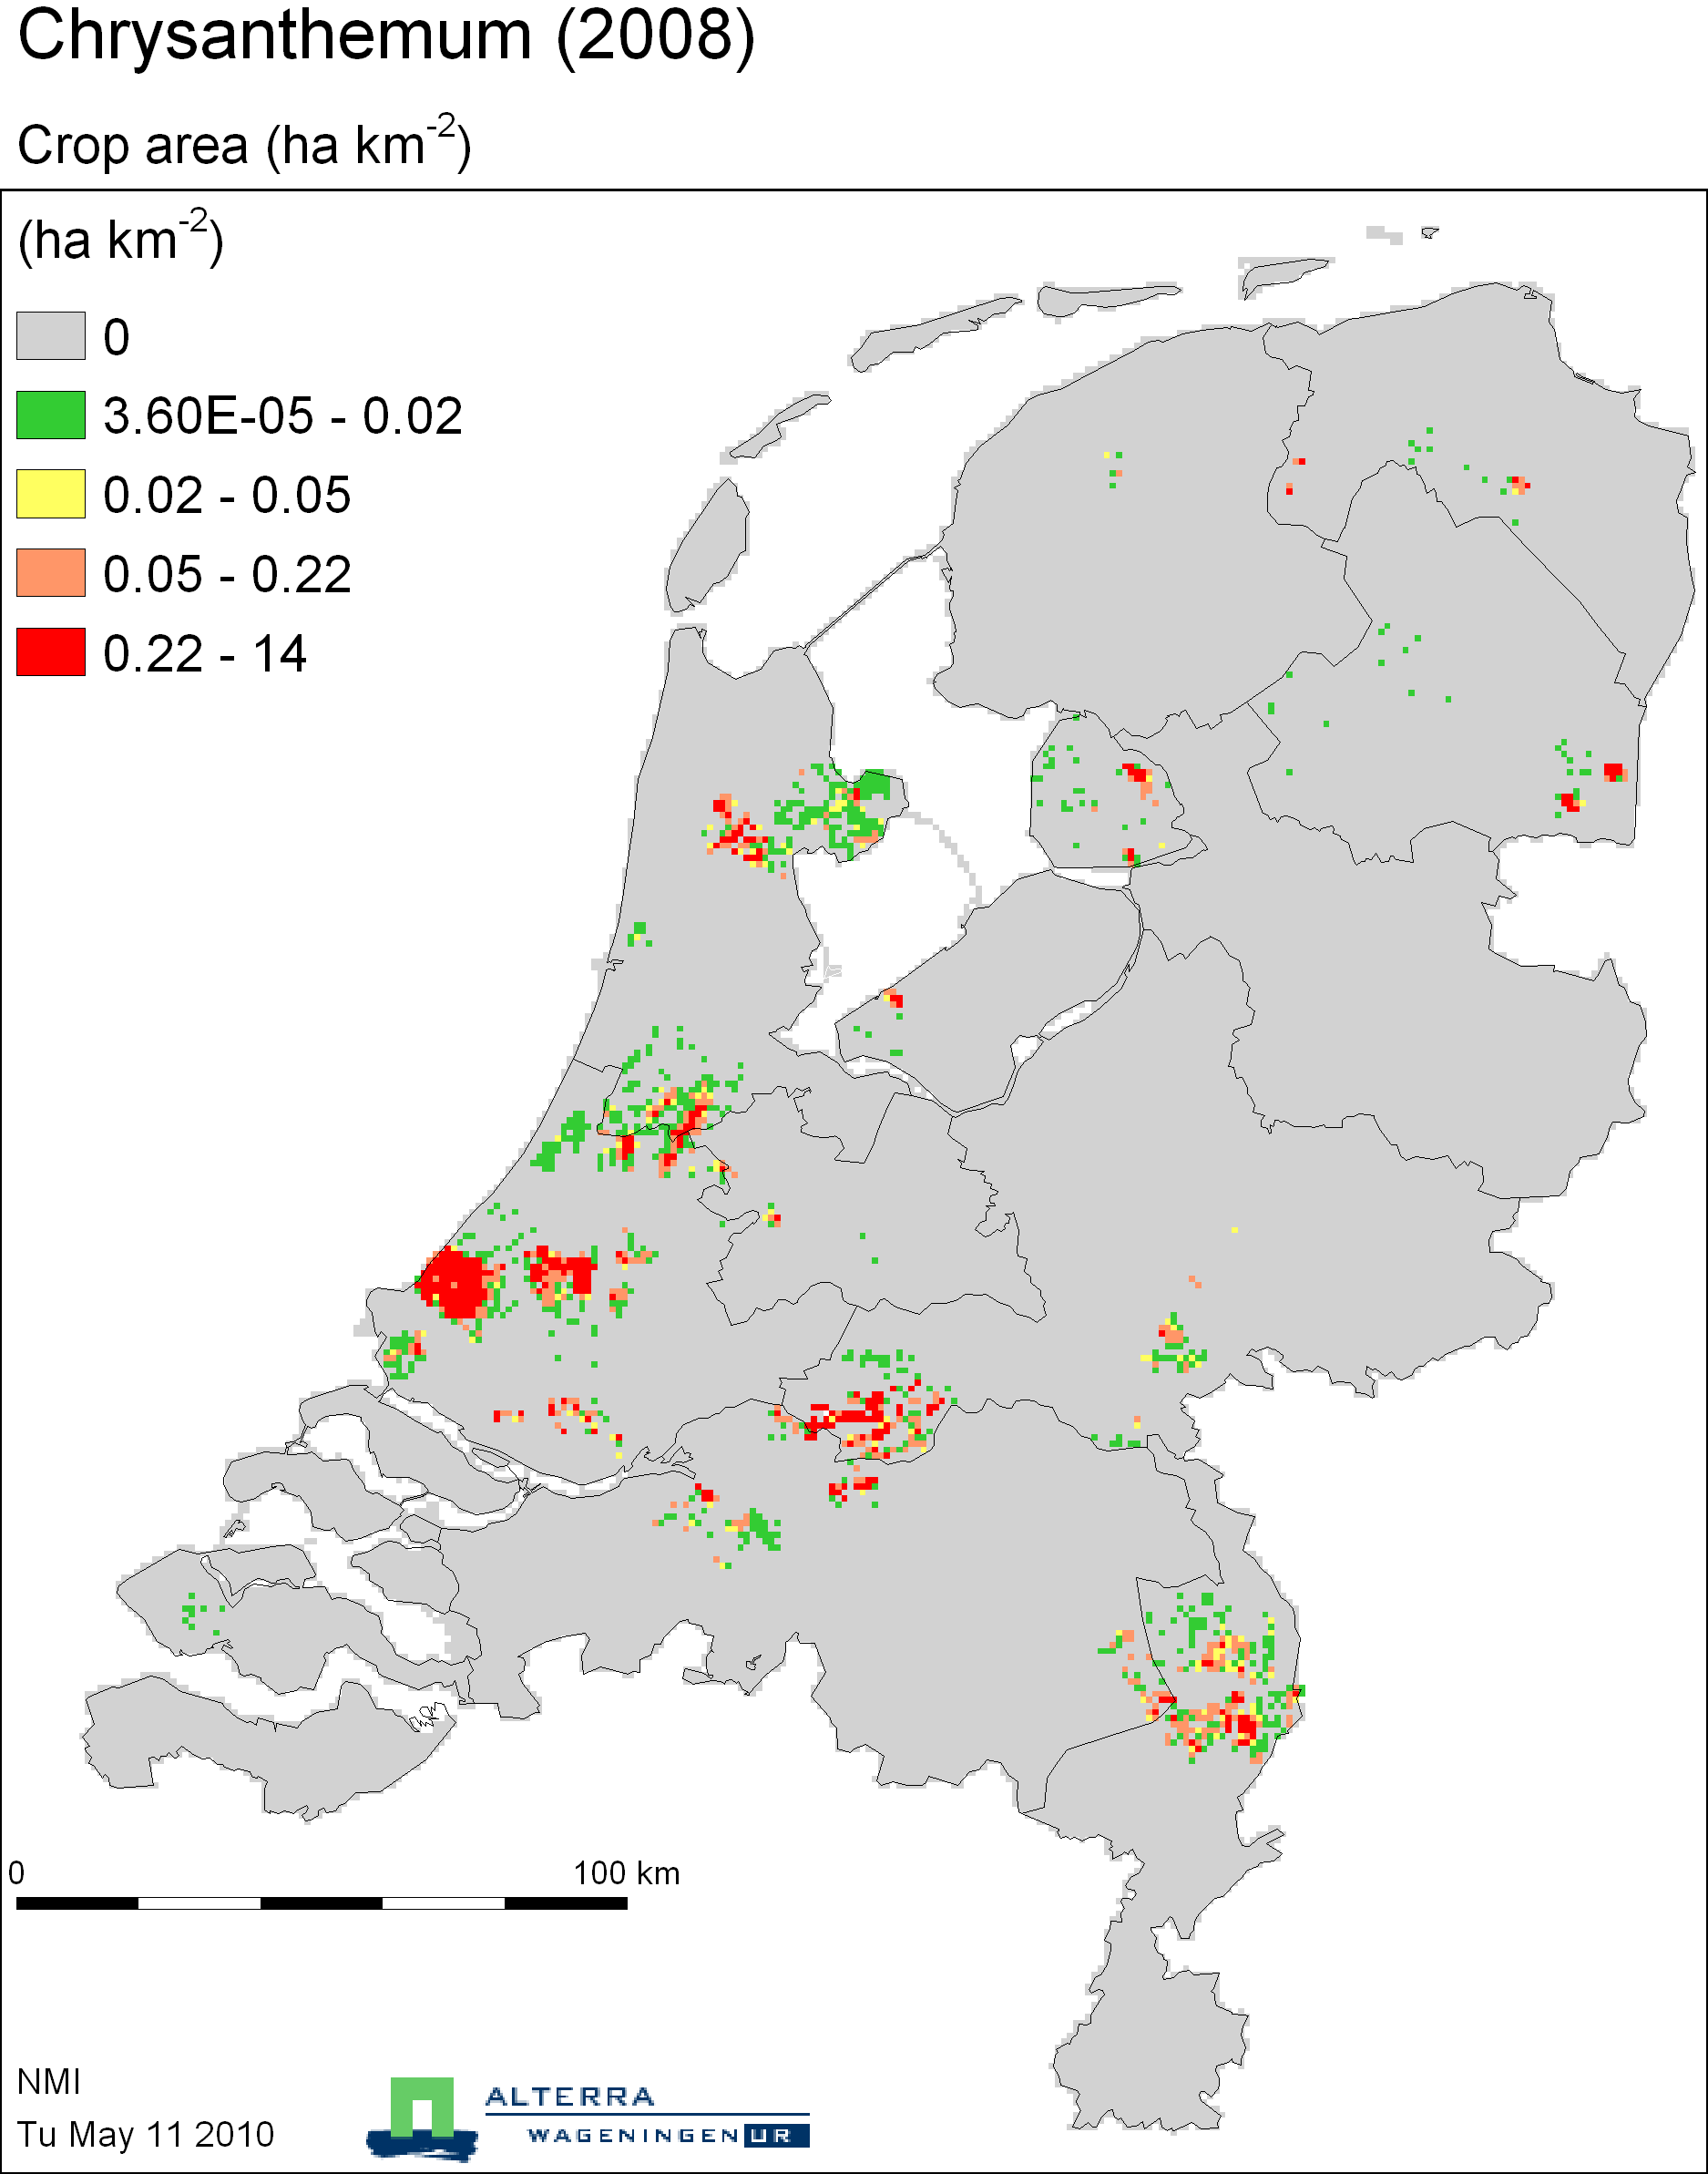 Chrysanthemum (2008)
Crop area (ha km-2)
(ha km-2)
0
3.60E-05 - 0.02
0.02 - 0.05
0.05 - 0.22
0.22 - 14
0 100 km
NMI
Tu May 11 2010
ALTERRA
WAGENINGEN UR